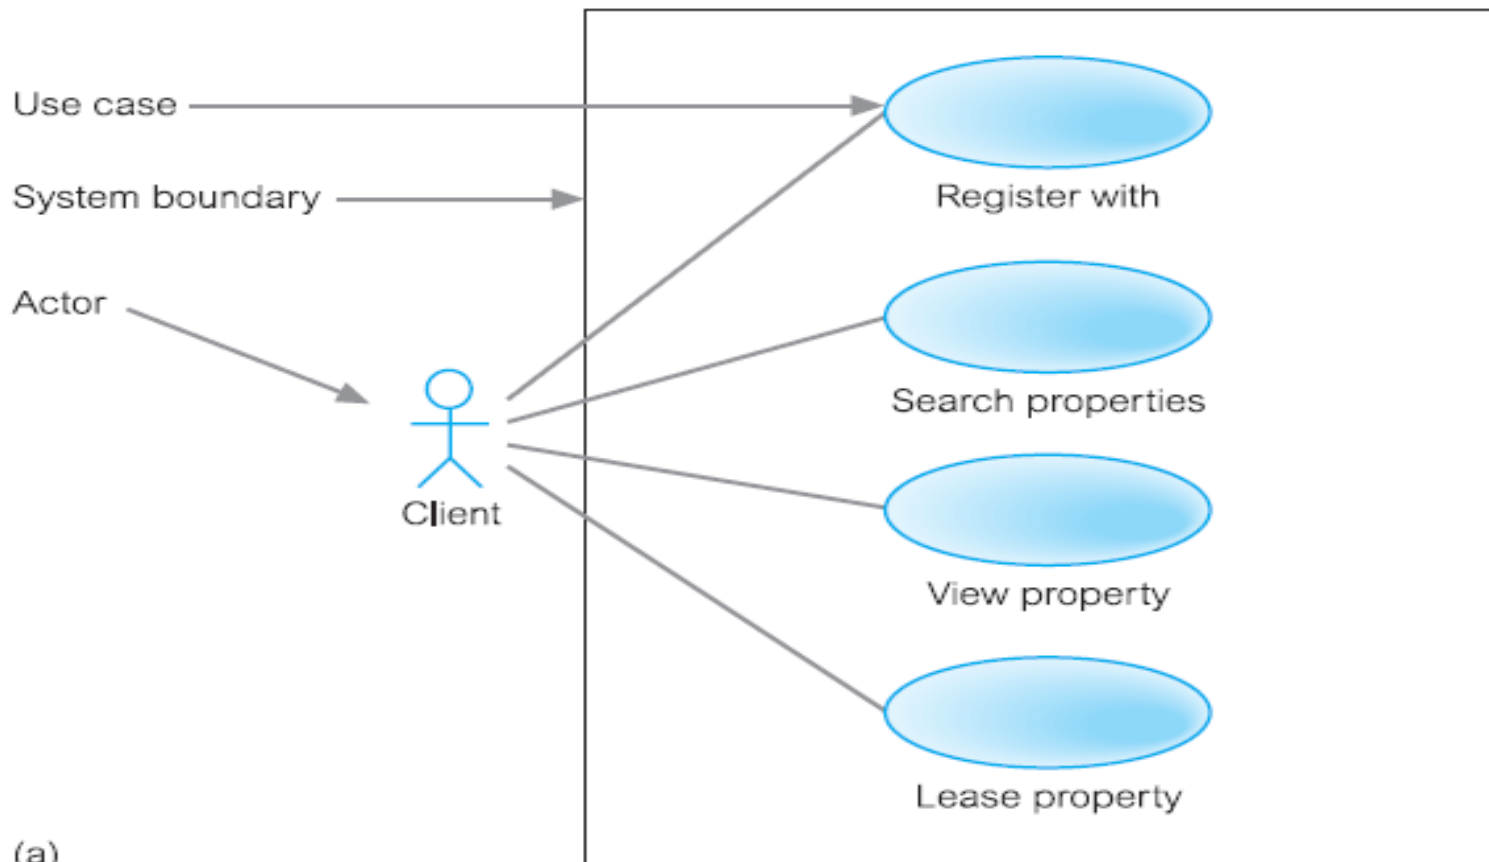 Use case
System boundary
Register with
Actor
Search properties
Client
View property
Lease property
(a)